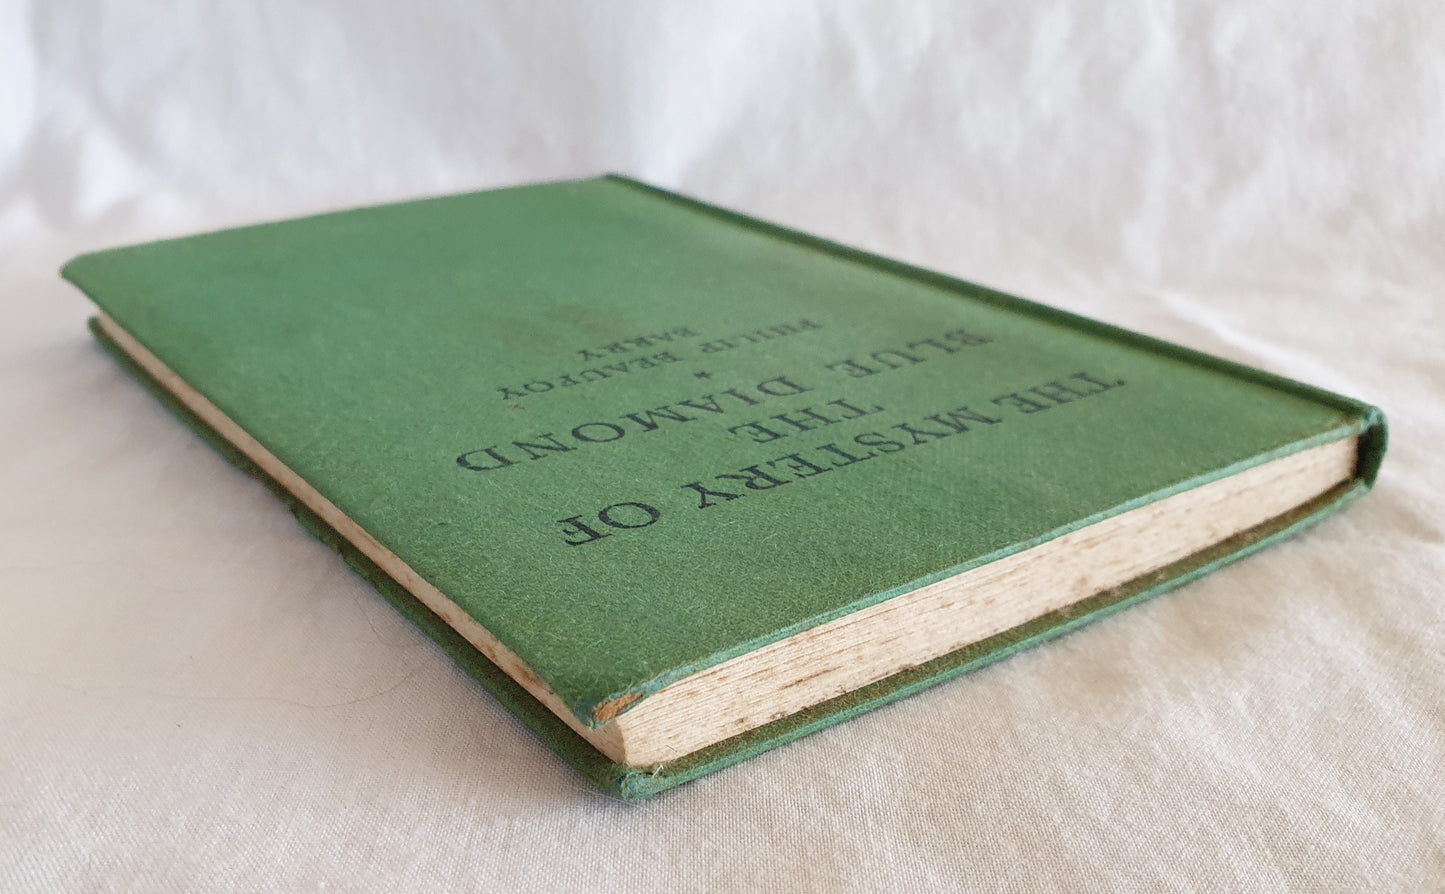 THE MYSTERY OF
THE
BLUE DIAMOND
★
PHILIP BEAUFOY
BARRY